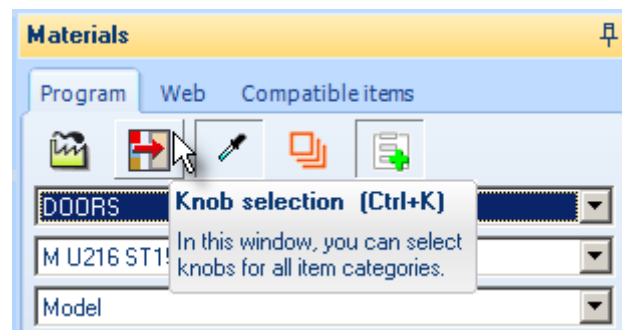 Materials
Program Web Compatible items
DOORS
Knob selection (Ctrl+K)
In this window, you can select
knobs for all item categories.
M U216 ST1
Model